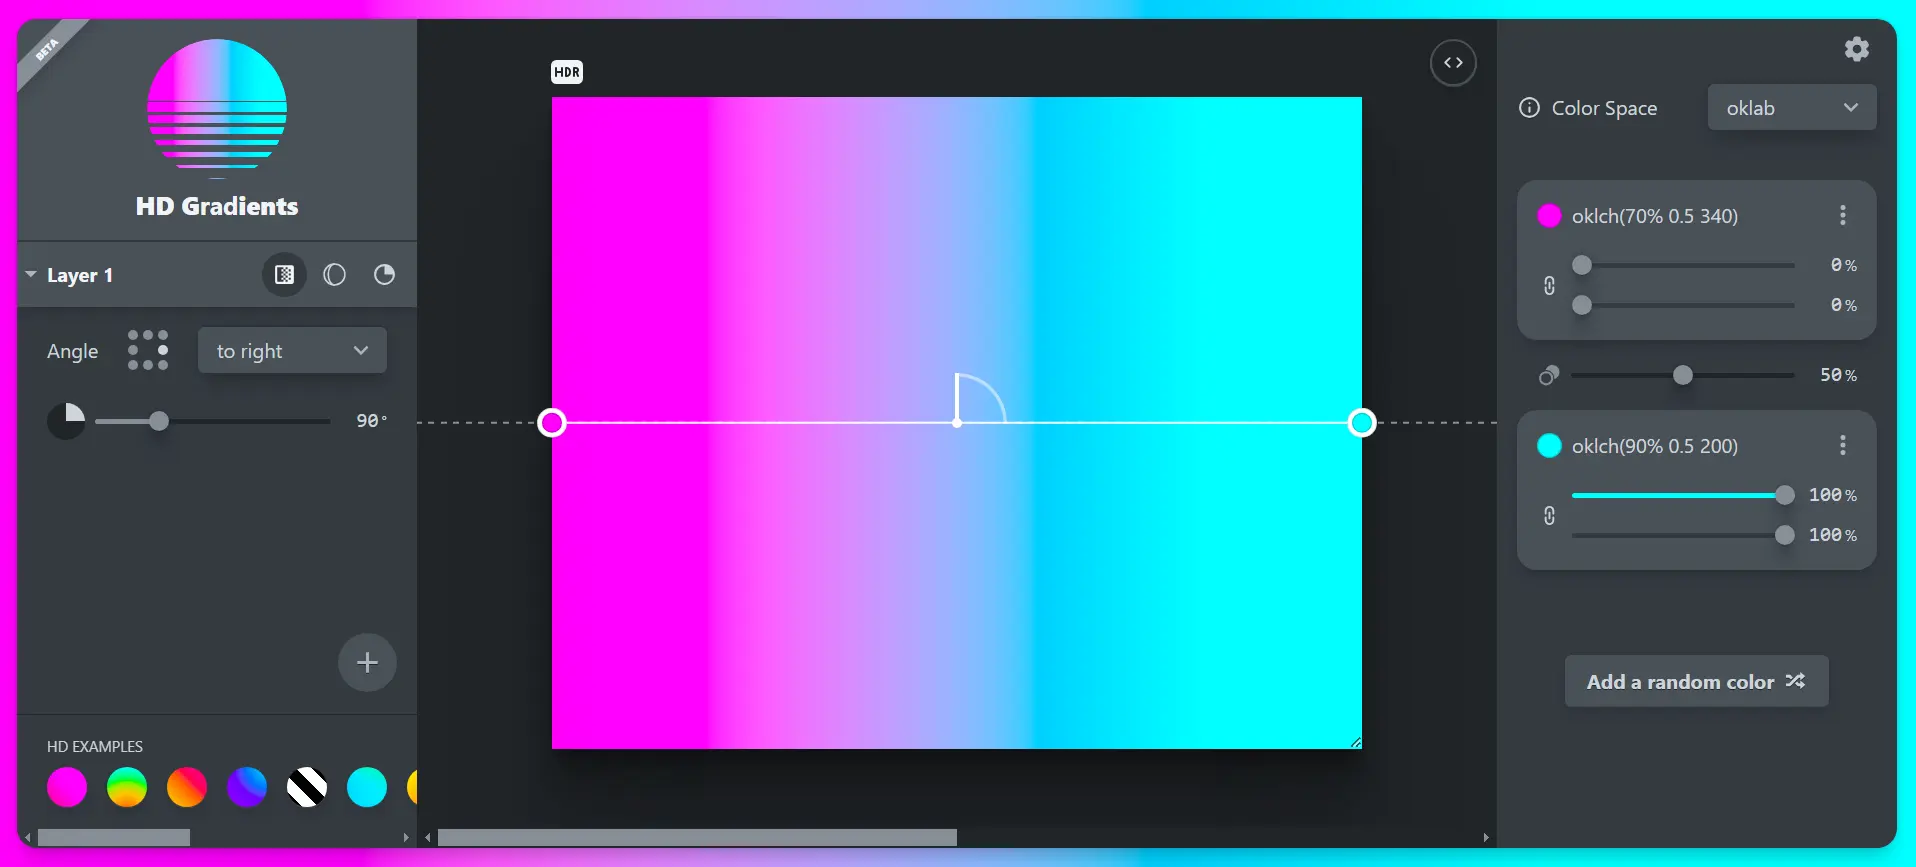 BETA
HD Gradients
Layer 1
Angle
to right
90°
HD EXAMPLES
HDR
< >
Color Space
oklab
oklch(70% 0.5 340)
0%
0%
50%
oklch(90% 0.5 200)
100%
100%
Add a random color